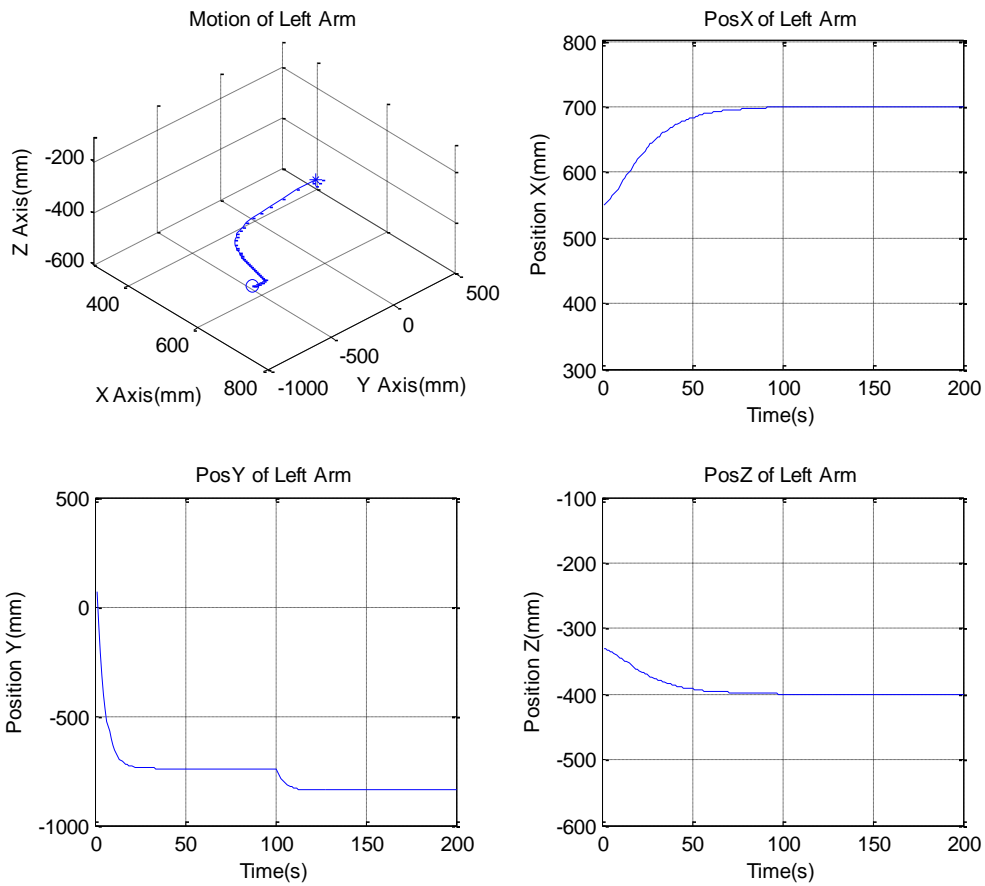 Motion of Left Arm
-200
-400
-600
Z Axis(mm)
400
600
800
X Axis(mm)
-1000
-500
0
500
Y Axis(mm)
PosX of Left Arm
800
700
600
500
400
300
Position X(mm)
0 50 100 150 200
Time(s)
PosY of Left Arm
500
0
-500
-1000
Position Y(mm)
0 50 100 150 200
Time(s)
PosZ of Left Arm
-100
-200
-300
-400
-500
-600
Position Z(mm)
0 50 100 150 200
Time(s)